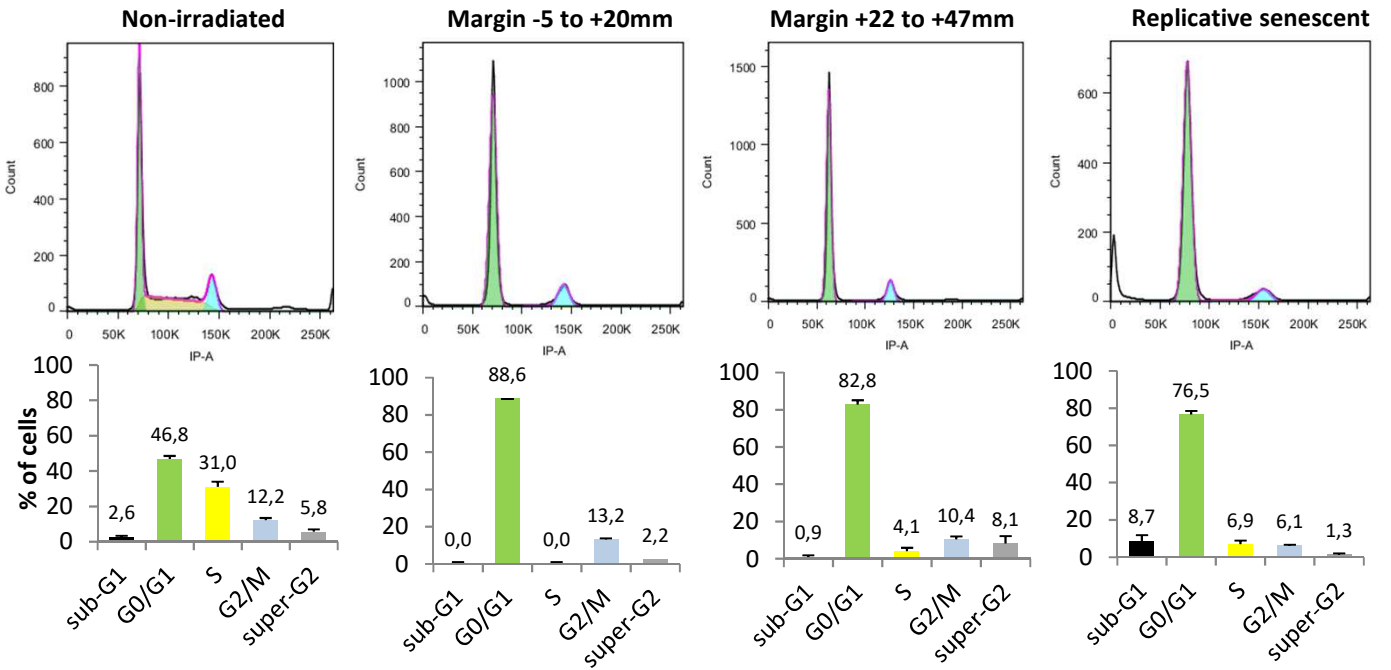 Non-irradiated
Margin -5 to +20mm
Margin +22 to +47mm
Replicative senescent
Count
800
600
400
200
0
0 50K 100K 150K 200K 250K
IP-A
Count
1000
800
600
400
200
0
0 50K 100K 150K 200K 250K
IP-A
Count
1500
1000
500
0
0 50K 100K 150K 200K 250K
IP-A
Count
600
400
200
0
0 50K 100K 150K 200K 250K
IP-A
% of cells
100
80
60
40
20
0
2,6
46,8
31,0
12,2
5,8
sub-G1
G0/G1
S
G2/M
super-G2
100
80
60
40
20
0
0,0
88,6
0,0
13,2
2,2
sub-G1
G0/G1
S
G2/M
super-G2
100
80
60
40
20
0
0,9
82,8
4,1
10,4
8,1
sub-G1
G0/G1
S
G2/M
super-G2
100
80
60
40
20
0
8,7
76,5
6,9
6,1
1,3
sub-G1
G0/G1
S
G2/M
super-G2